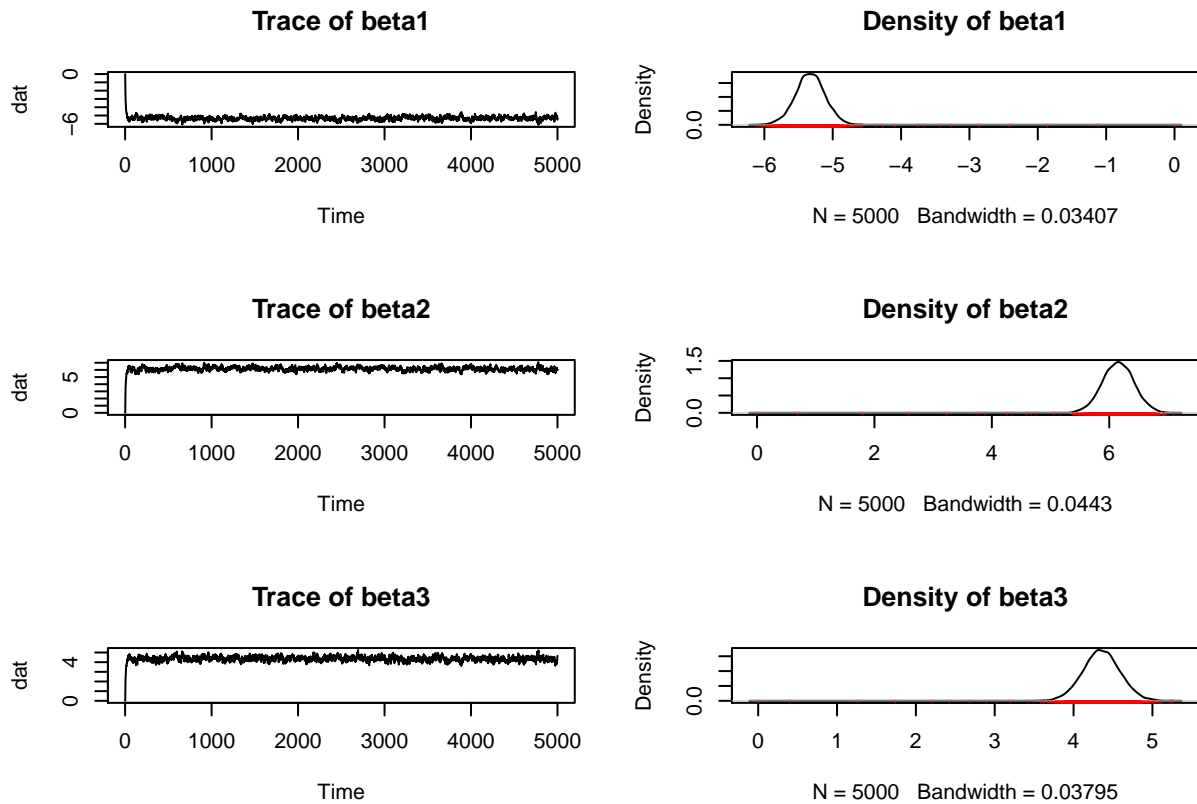 Trace of beta1
dat
0
−6
0 1000 2000 3000 4000 5000
Time
Density of beta1
Density
0.0
−6 −5 −4 −3 −2 −1 0
N = 5000 Bandwidth = 0.03407
Trace of beta2
dat
5
0
0 1000 2000 3000 4000 5000
Time
Density of beta2
Density
1.5
0.0
0 2 4 6
N = 5000 Bandwidth = 0.0443
Trace of beta3
dat
4
0
0 1000 2000 3000 4000 5000
Time
Density of beta3
Density
0.0
0 1 2 3 4 5
N = 5000 Bandwidth = 0.03795